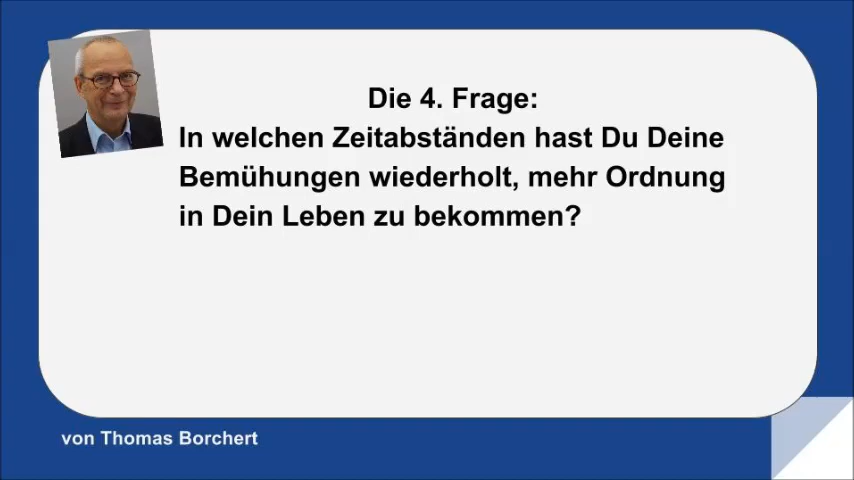 Die 4. Frage:
In welchen Zeitabständen hast Du Deine
Bemühungen wiederholt, mehr Ordnung
in Dein Leben zu bekommen?
von Thomas Borchert